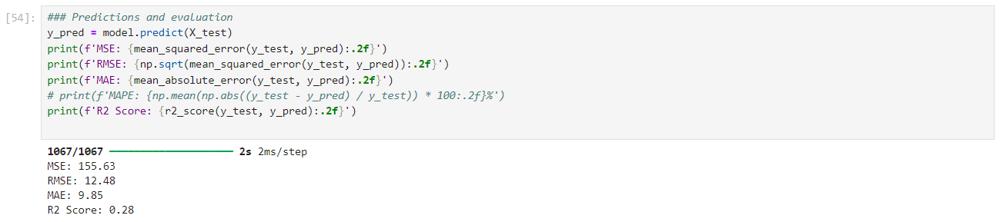 [54]: ### Predictions and evaluation
y_pred = model.predict(X_test)
print(f'MSE: {mean_squared_error(y_test, y_pred):.2f}')
print(f'RMSE: {np.sqrt(mean_squared_error(y_test, y_pred)):.2f}')
print(f'MAE: {mean_absolute_error(y_test, y_pred):.2f}')
# print(f'MAPE: {np.mean(np.abs((y_test - y_pred) / y_test)) * 100:.2f}%')
print(f'R2 Score: {r2_score(y_test, y_pred):.2f}')
1067/1067 ━━━━━━━━━━━━━━━━━━━━ 2s 2ms/step
MSE: 155.63
RMSE: 12.48
MAE: 9.85
R2 Score: 0.28